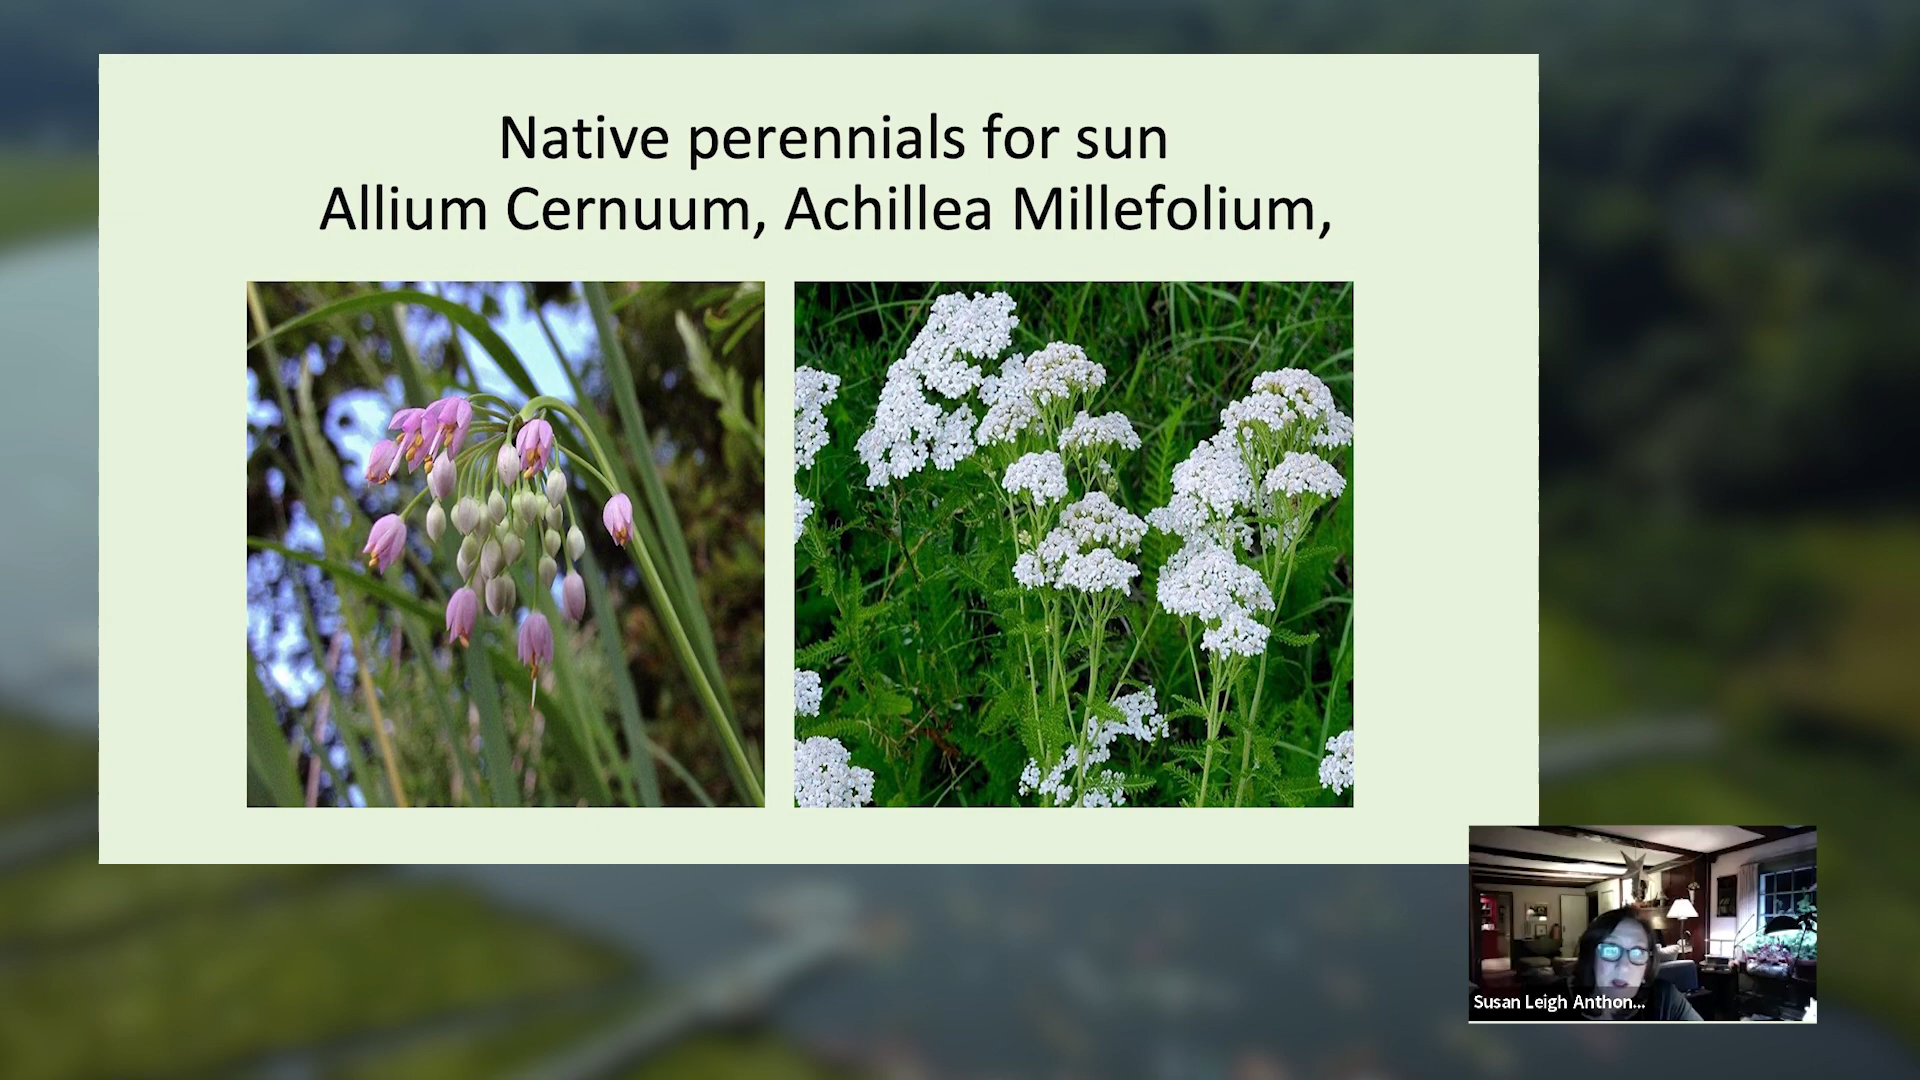 Native perennials for sun
Allium Cernuum, Achillea Millefolium,
Susan Leigh Anthon...